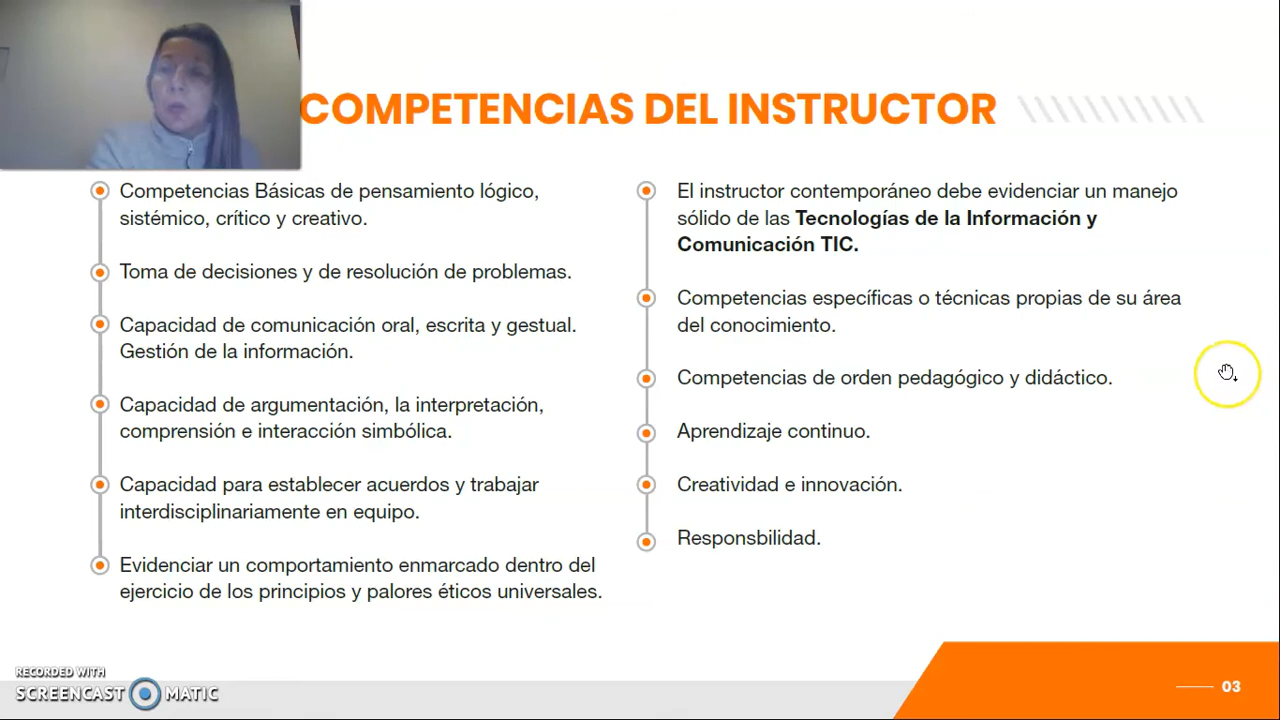 COMPETENCIAS DEL INSTRUCTOR
Competencias Básicas de pensamiento lógico,
sistémico, crítico y creativo.
Toma de decisiones y de resolución de problemas.
Capacidad de comunicación oral, escrita y gestual.
Gestión de la información.
Capacidad de argumentación, la interpretación,
comprensión e interacción simbólica.
Capacidad para establecer acuerdos y trabajar
interdisciplinariamente en equipo.
Evidenciar un comportamiento enmarcado dentro del
ejercicio de los principios y palores éticos universales.
El instructor contemporáneo debe evidenciar un manejo
sólido de las Tecnologías de la Información y
Comunicación TIC.
Competencias específicas o técnicas propias de su área
del conocimiento.
Competencias de orden pedagógico y didáctico.
Aprendizaje continuo.
Creatividad e innovación.
Responsbilidad.
RECORDED WITH
SCREENCAST MATIC
03